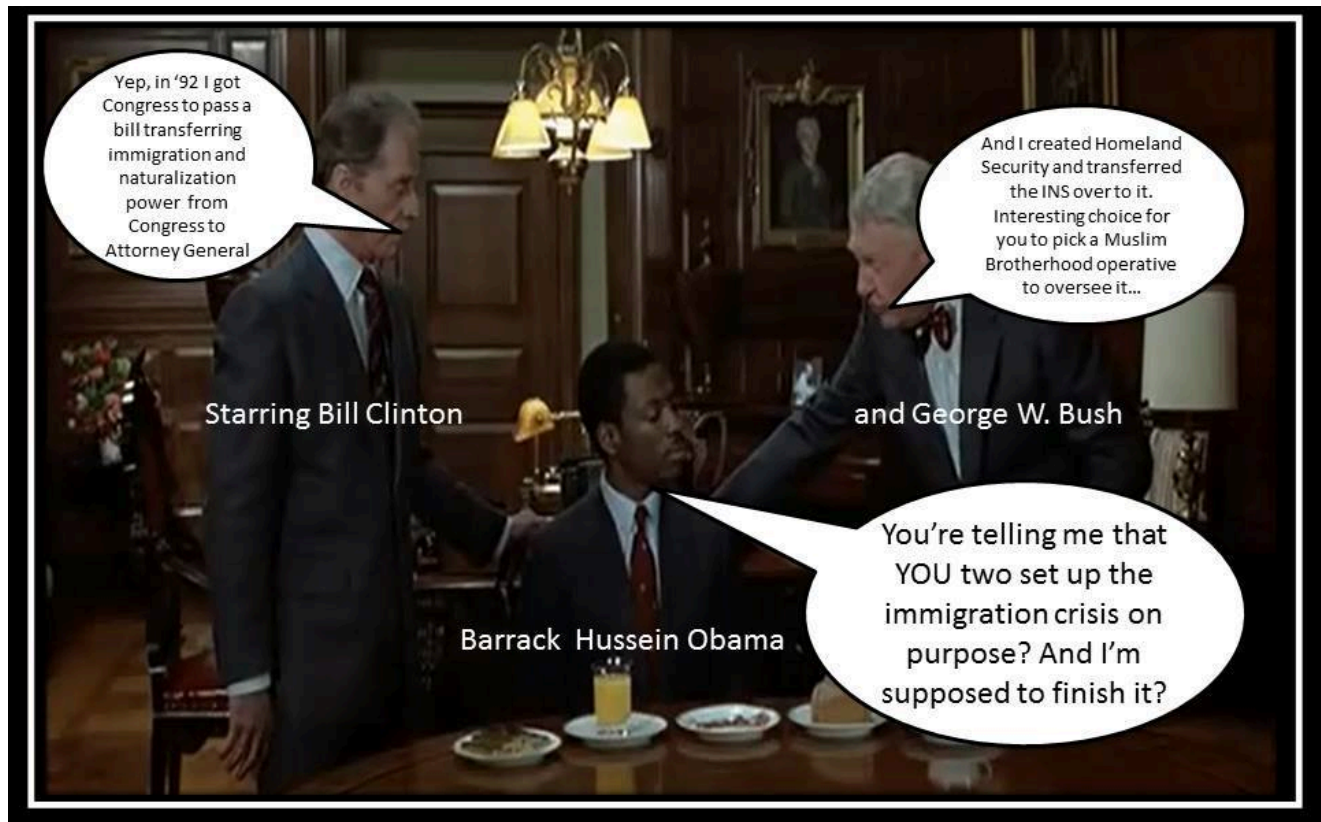 Yep, in ‘92 I got
Congress to pass a
bill transferring
immigration and
naturalization
power from
Congress to
Attorney General
And I created Homeland
Security and transferred
the INS over to it.
Interesting choice for
you to pick a Muslim
Brotherhood operative
to oversee it...
Starring Bill Clinton
and George W. Bush
You’re telling me that
YOU two set up the
immigration crisis on
purpose? And I’m
supposed to finish it?
Barrack Hussein Obama